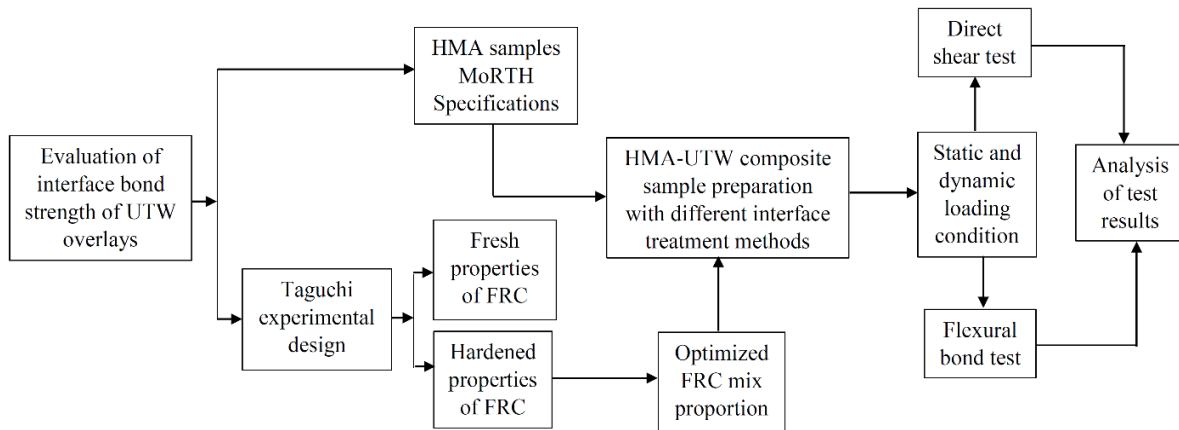 Evaluation of
interface bond
strength of UTW
overlays
HMA samples
MoRTH
Specifications
Taguchi
experimental
design
Fresh
properties
of FRC
Hardened
properties
of FRC
Optimized
FRC mix
proportion
HMA-UTW composite
sample preparation
with different interface
treatment methods
Direct
shear test
Static and
dynamic
loading
condition
Flexural
bond test
Analysis
of test
results